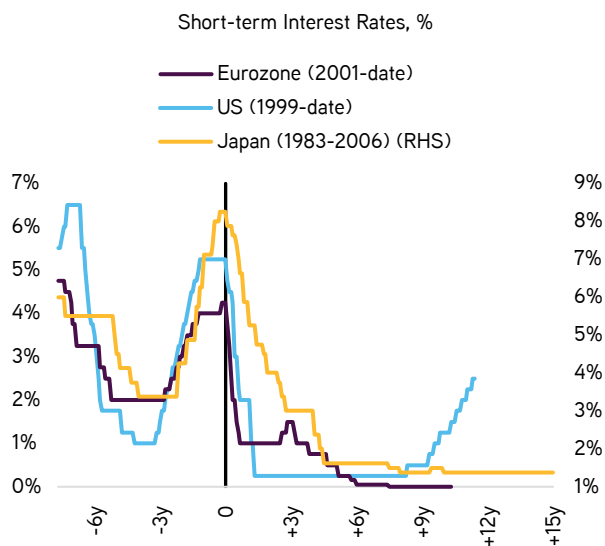 Short-term Interest Rates, %
Eurozone (2001-date)
US (1999-date)
Japan (1983-2006) (RHS)
7%
6%
5%
4%
3%
2%
1%
0%
9%
8%
7%
6%
5%
4%
3%
2%
1%
-6y
-3y
0
+3y
+6y
+9y
+12y
+15y